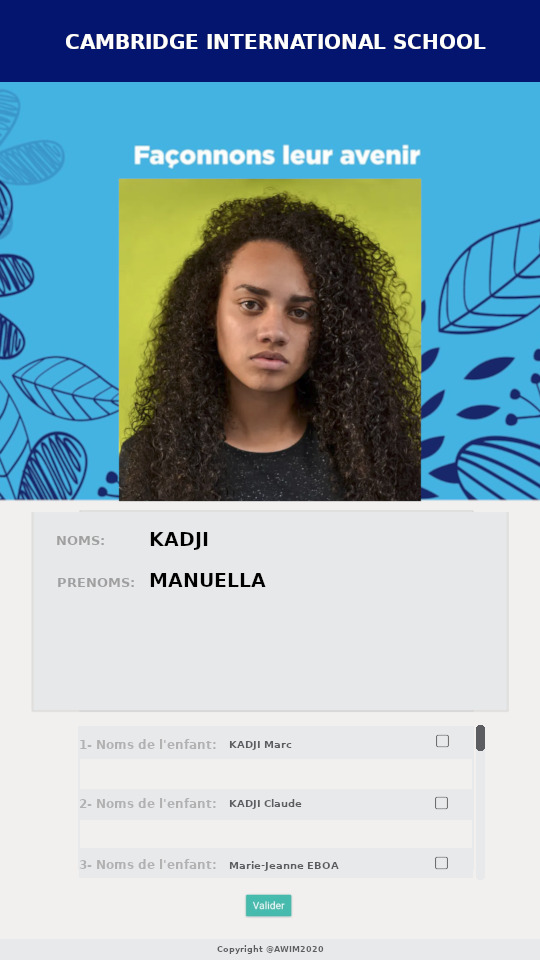 CAMBRIDGE INTERNATIONAL SCHOOL
Façonnons leur avenir
NOMS: KADJI
PRENOMS: MANUELLA
1- Noms de l'enfant: KADJI Marc
2- Noms de l'enfant: KADJI Claude
3- Noms de l'enfant: Marie-Jeanne EBOA
Valider
Copyright @AWIM2020